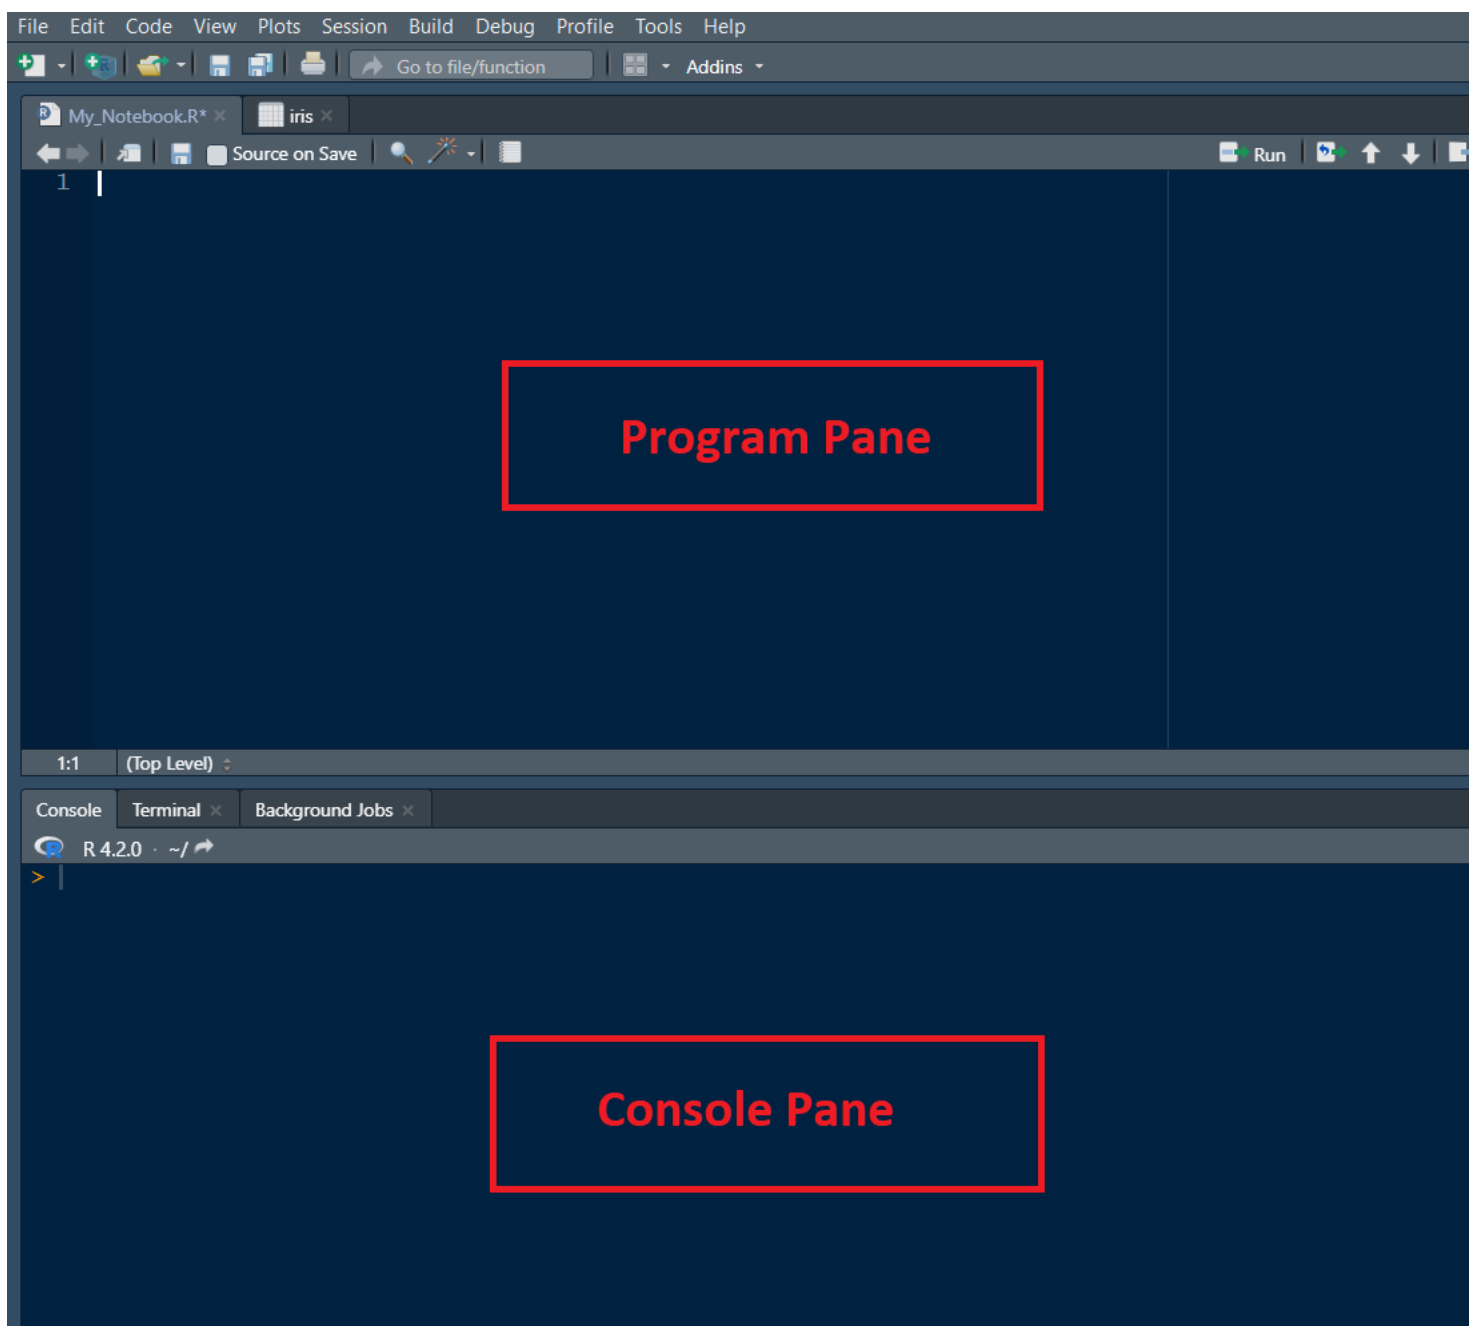 File Edit Code View Plots Session Build Debug Profile Tools Help
Go to file/function Addins
My_Notebook.R* iris
Source on Save Run
1
Program Pane
1:1 (Top Level)
Console Terminal Background Jobs
R 4.2.0 · ~/
>
Console Pane